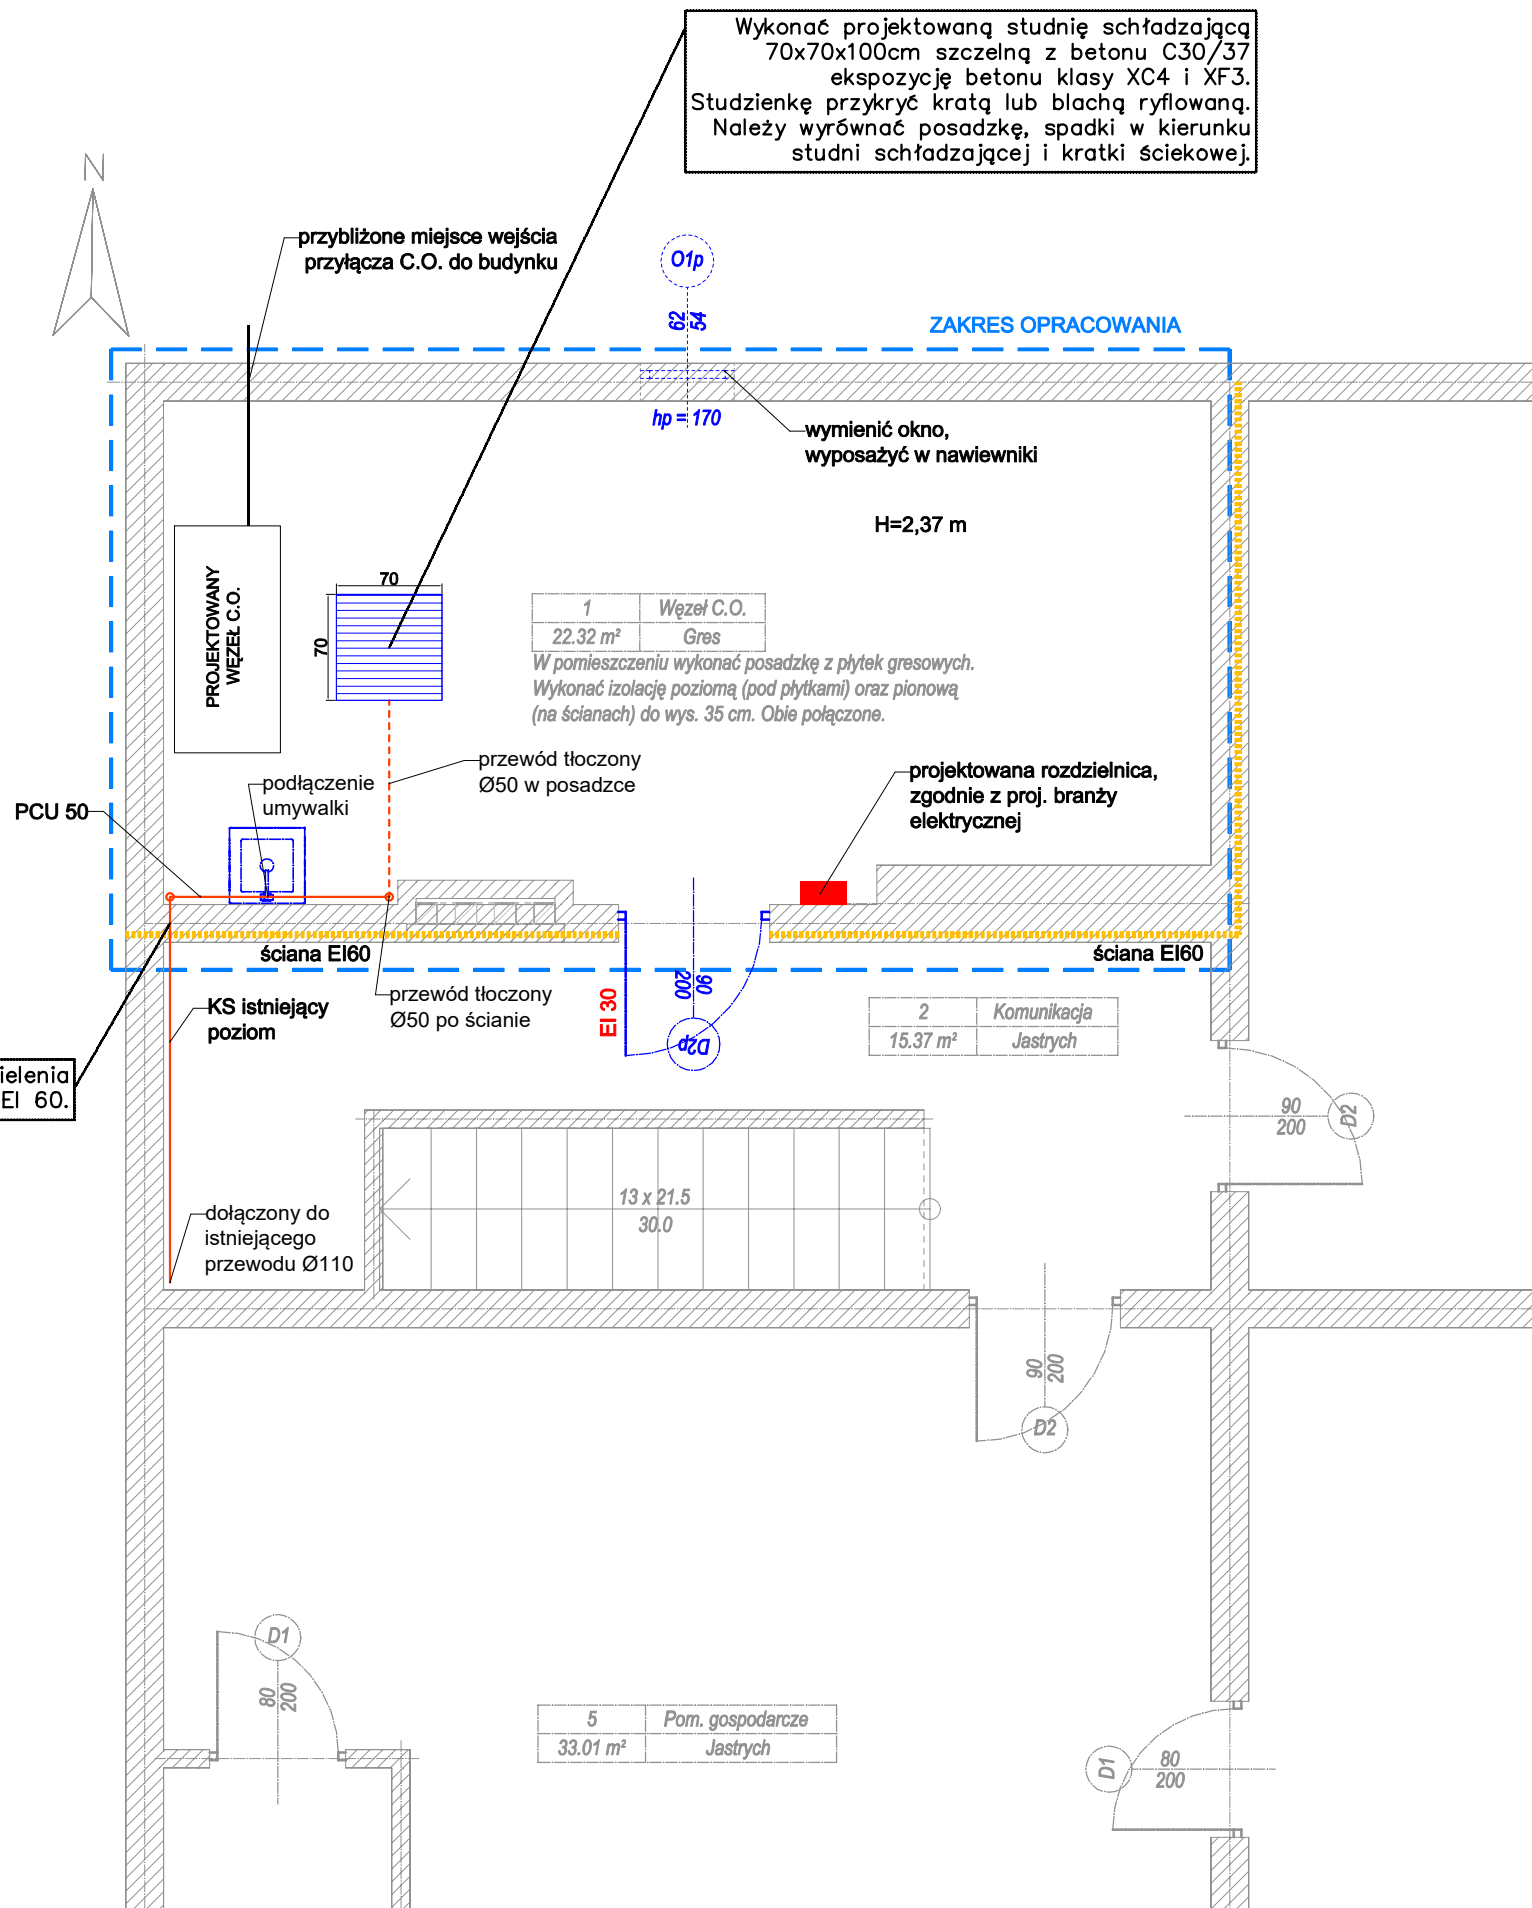 Wykonać projektowaną studnię schładzającą
70x70x100cm szczelną z betonu C30/37
ekspozycję betonu klasy XC4 i XF3.
Studzienkę przykryć kratą lub blachą ryflowaną.
Należy wyrównać posadzkę, spadki w kierunku
studni schładzającej i kratki ściekowej.
N
przybliżone miejsce wejścia
przyłącza C.O. do budynku
O1p
62
54
hp = 170
ZAKRES OPRACOWANIA
wymienić okno,
wyposażyć w nawiewniki
H=2,37 m
PROJEKTOWANY
WĘZEŁ C.O.
70
70
1 Węzeł C.O.
22.32 m² Gres
W pomieszczeniu wykonać posadzkę z płytek gresowych.
Wykonać izolację poziomą (pod płytkami) oraz pionową
(na ścianach) do wys. 35 cm. Obie połączone.
przewód tłoczony
Ø50 w posadzce
podłączenie
umywalki
PCU 50
projektowana rozdzielnica,
zgodnie z proj. branży
elektrycznej
ściana EI60
ściana EI60
KS istniejący
poziom
przewód tłoczony
Ø50 po ścianie
EI 30
90
200
D2p
2 Komunikacja
15.37 m² Jastrych
ielenia
EI 60.
90
200
D2
13 x 21.5
30.0
dołączony do
istniejącego
przewodu Ø110
90
200
D2
D1
80
200
5 Pom. gospodarcze
33.01 m² Jastrych
D1
80
200